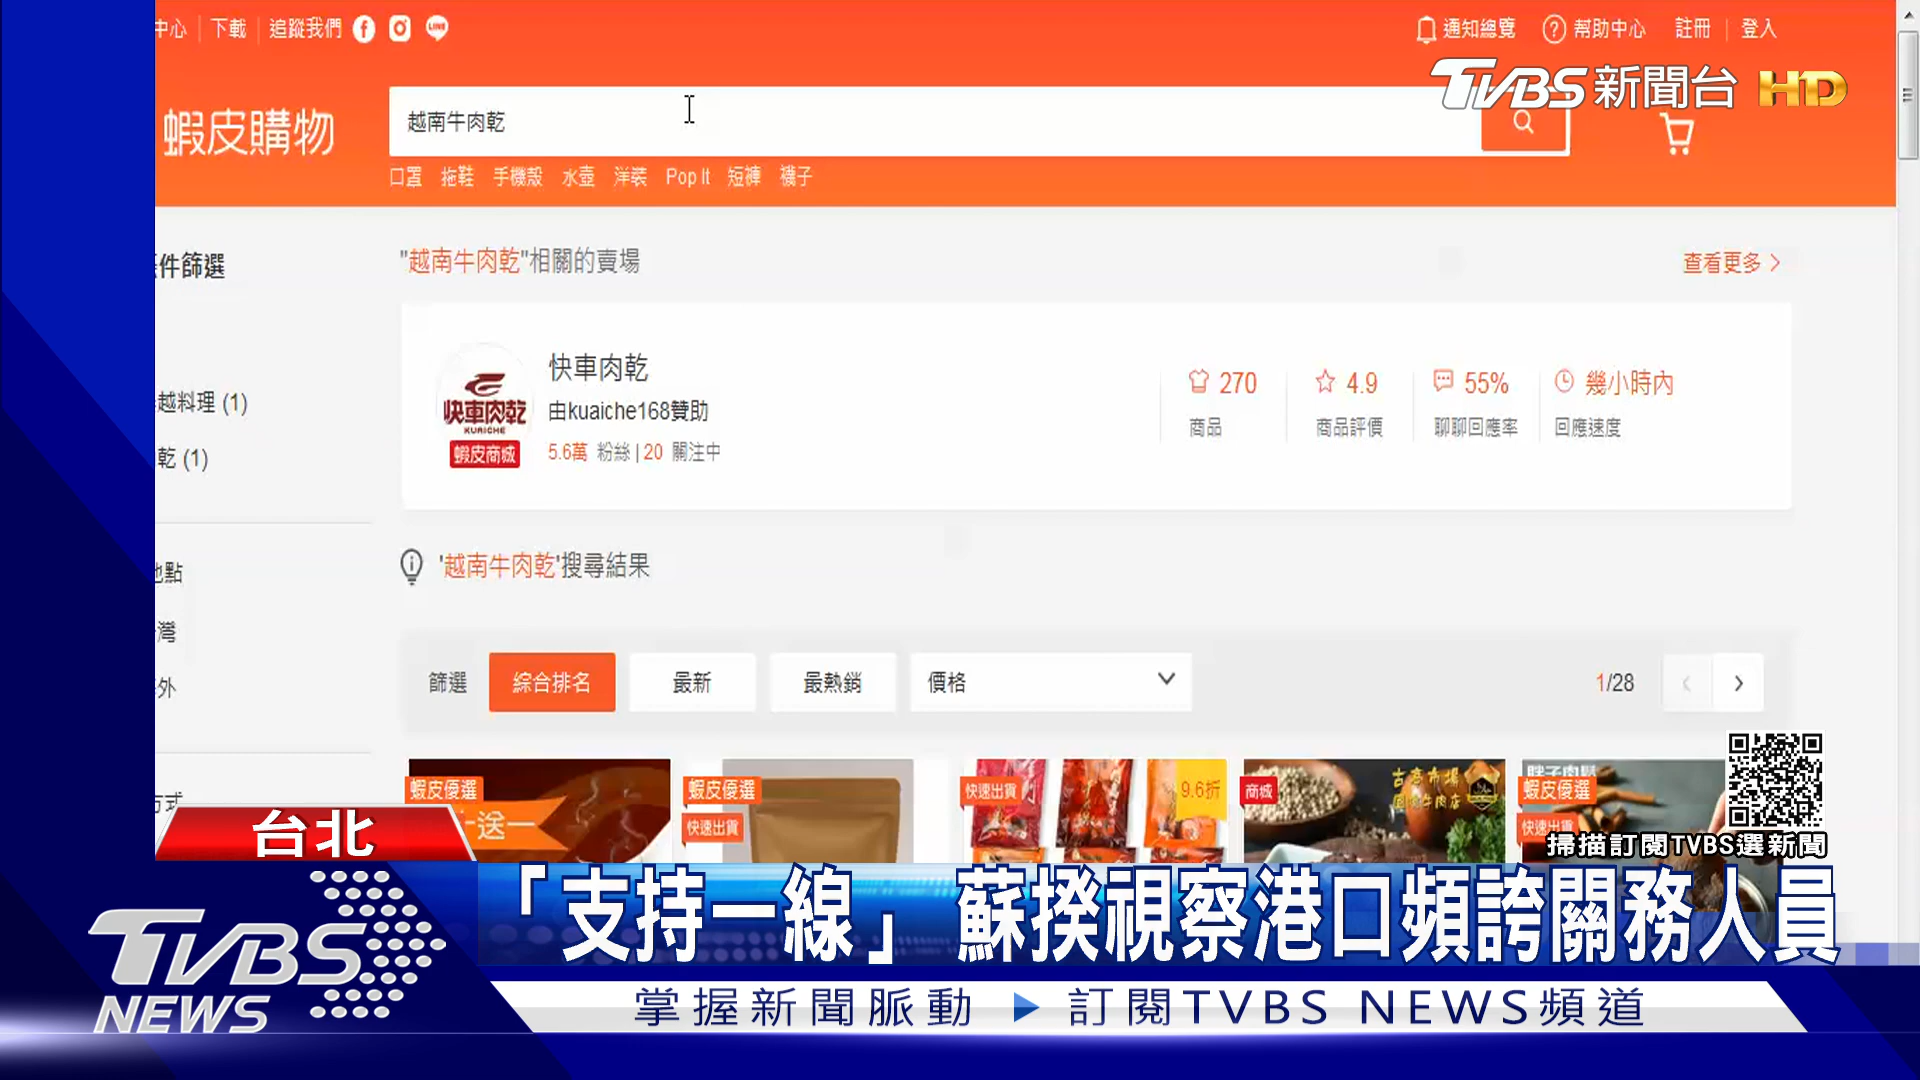 中心 下載 追蹤我們
通知總覽 幫助中心 註冊 登入
TVBS新聞台 HD
蝦皮購物
越南牛肉乾
口罩 拖鞋 手機殼 水壺 洋裝 Pop It 短褲 襪子
件篩選
"越南牛肉乾"相關的賣場
查看更多
越料理 (1)
乾 (1)
快車肉乾
KUAICHE
蝦皮商城
快車肉乾
由kuaiche168贊助
5.6萬 粉絲 | 20 關注中
270
商品
4.9
商品評價
55%
聊聊回應率
幾小時內
回應速度
'越南牛肉乾'搜尋結果
地點
灣
外
方式
篩選 綜合排名 最新 最熱銷 價格
1/28
蝦皮優選
送一
蝦皮優選
快速出貨
快速出貨
9.6折
商城
蝦皮優選
快速出貨
掃描訂閱TVBS選新聞
台北
「支持一線」 蘇揆視察港口頻誇關務人員
TVBS
NEWS
掌握新聞脈動 ▶ 訂閱TVBS NEWS頻道